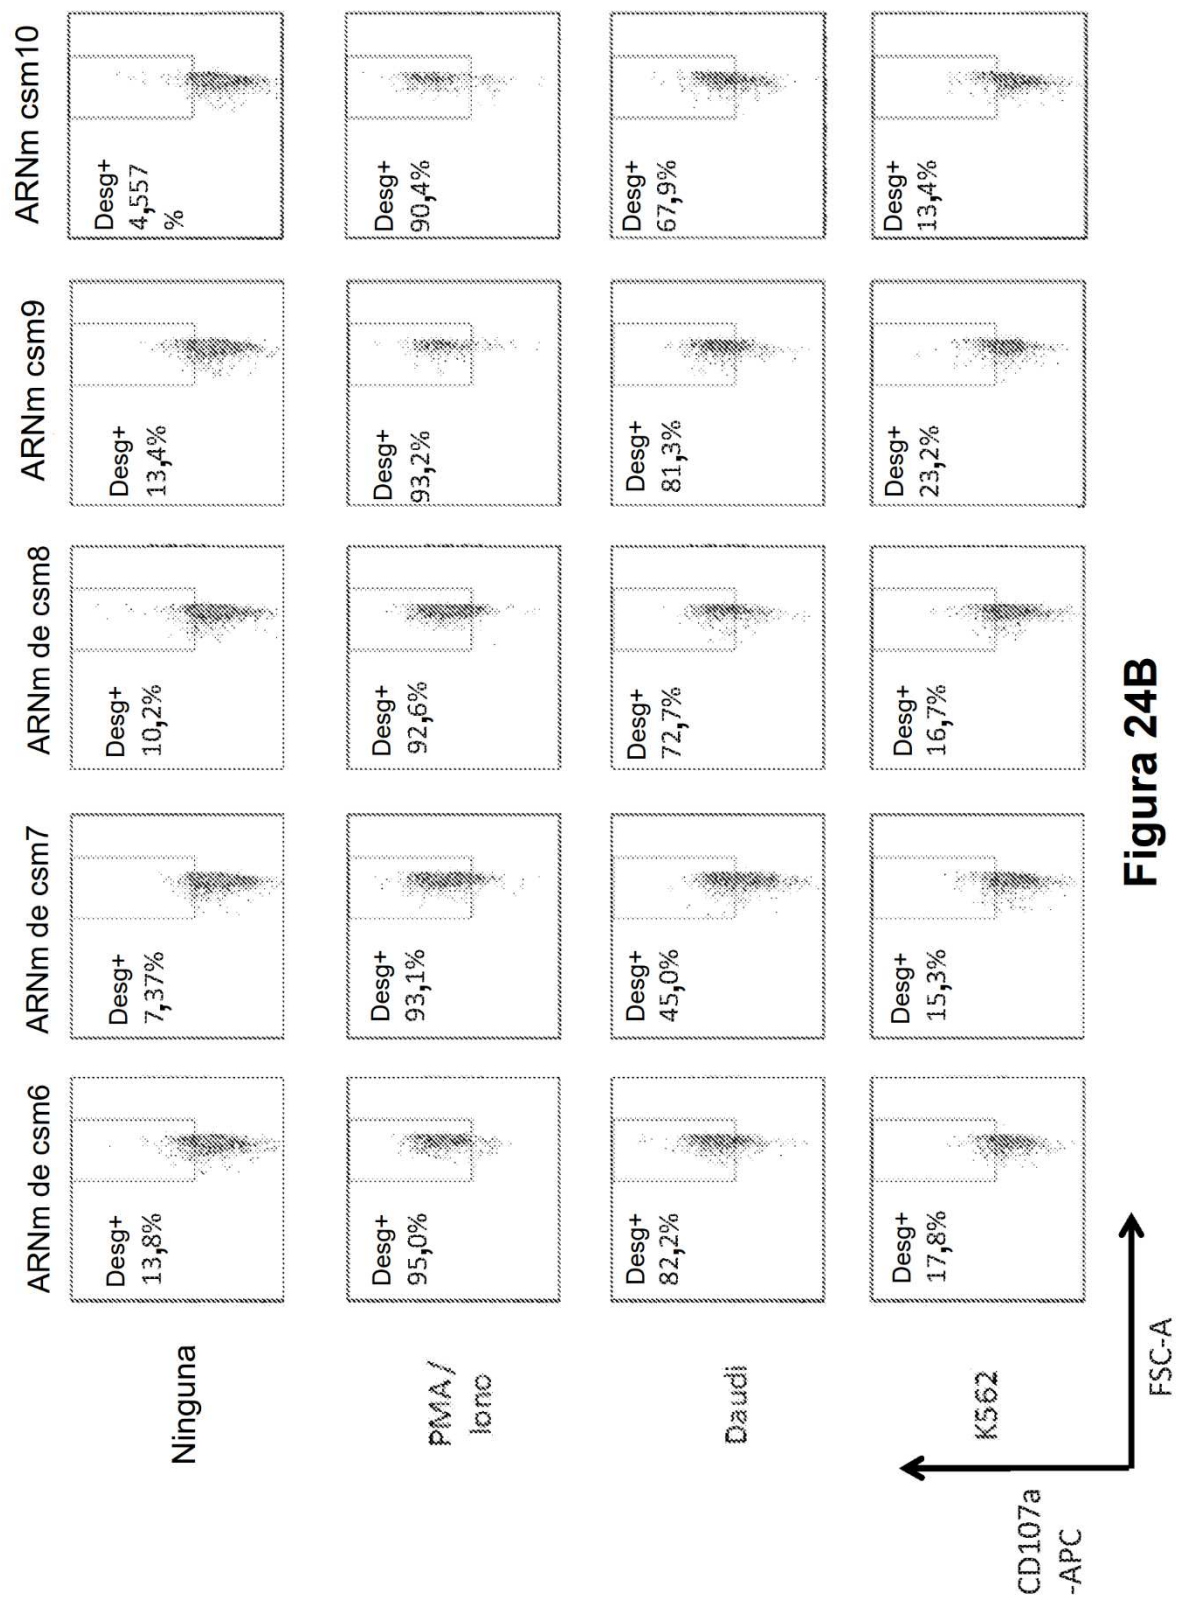 ARNm de csm6
ARNm de csm7
ARNm de csm8
ARNm csm9
ARNm csm10
Ninguna
Desg+
13,8%
Desg+
7,37%
Desg+
10,2%
Desg+
13,4%
Desg+
4,557
%
PMA/
Iono
Desg+
95,0%
Desg+
93,1%
Desg+
92,6%
Desg+
93,2%
Desg+
90,4%
Daudi
Desg+
82,2%
Desg+
45,0%
Desg+
72,7%
Desg+
81,3%
Desg+
67,9%
K562
Desg+
17,8%
Desg+
15,3%
Desg+
16,7%
Desg+
23,2%
Desg+
13,4%
CD107a
-APC
FSC-A
Figura 24B